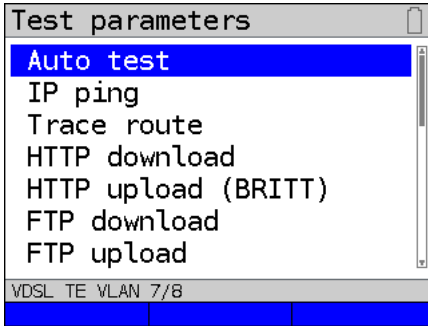 Test parameters
Auto test
IP ping
Trace route
HTTP download
HTTP upload (BRITT)
FTP download
FTP upload
VDSL TE VLAN 7/8